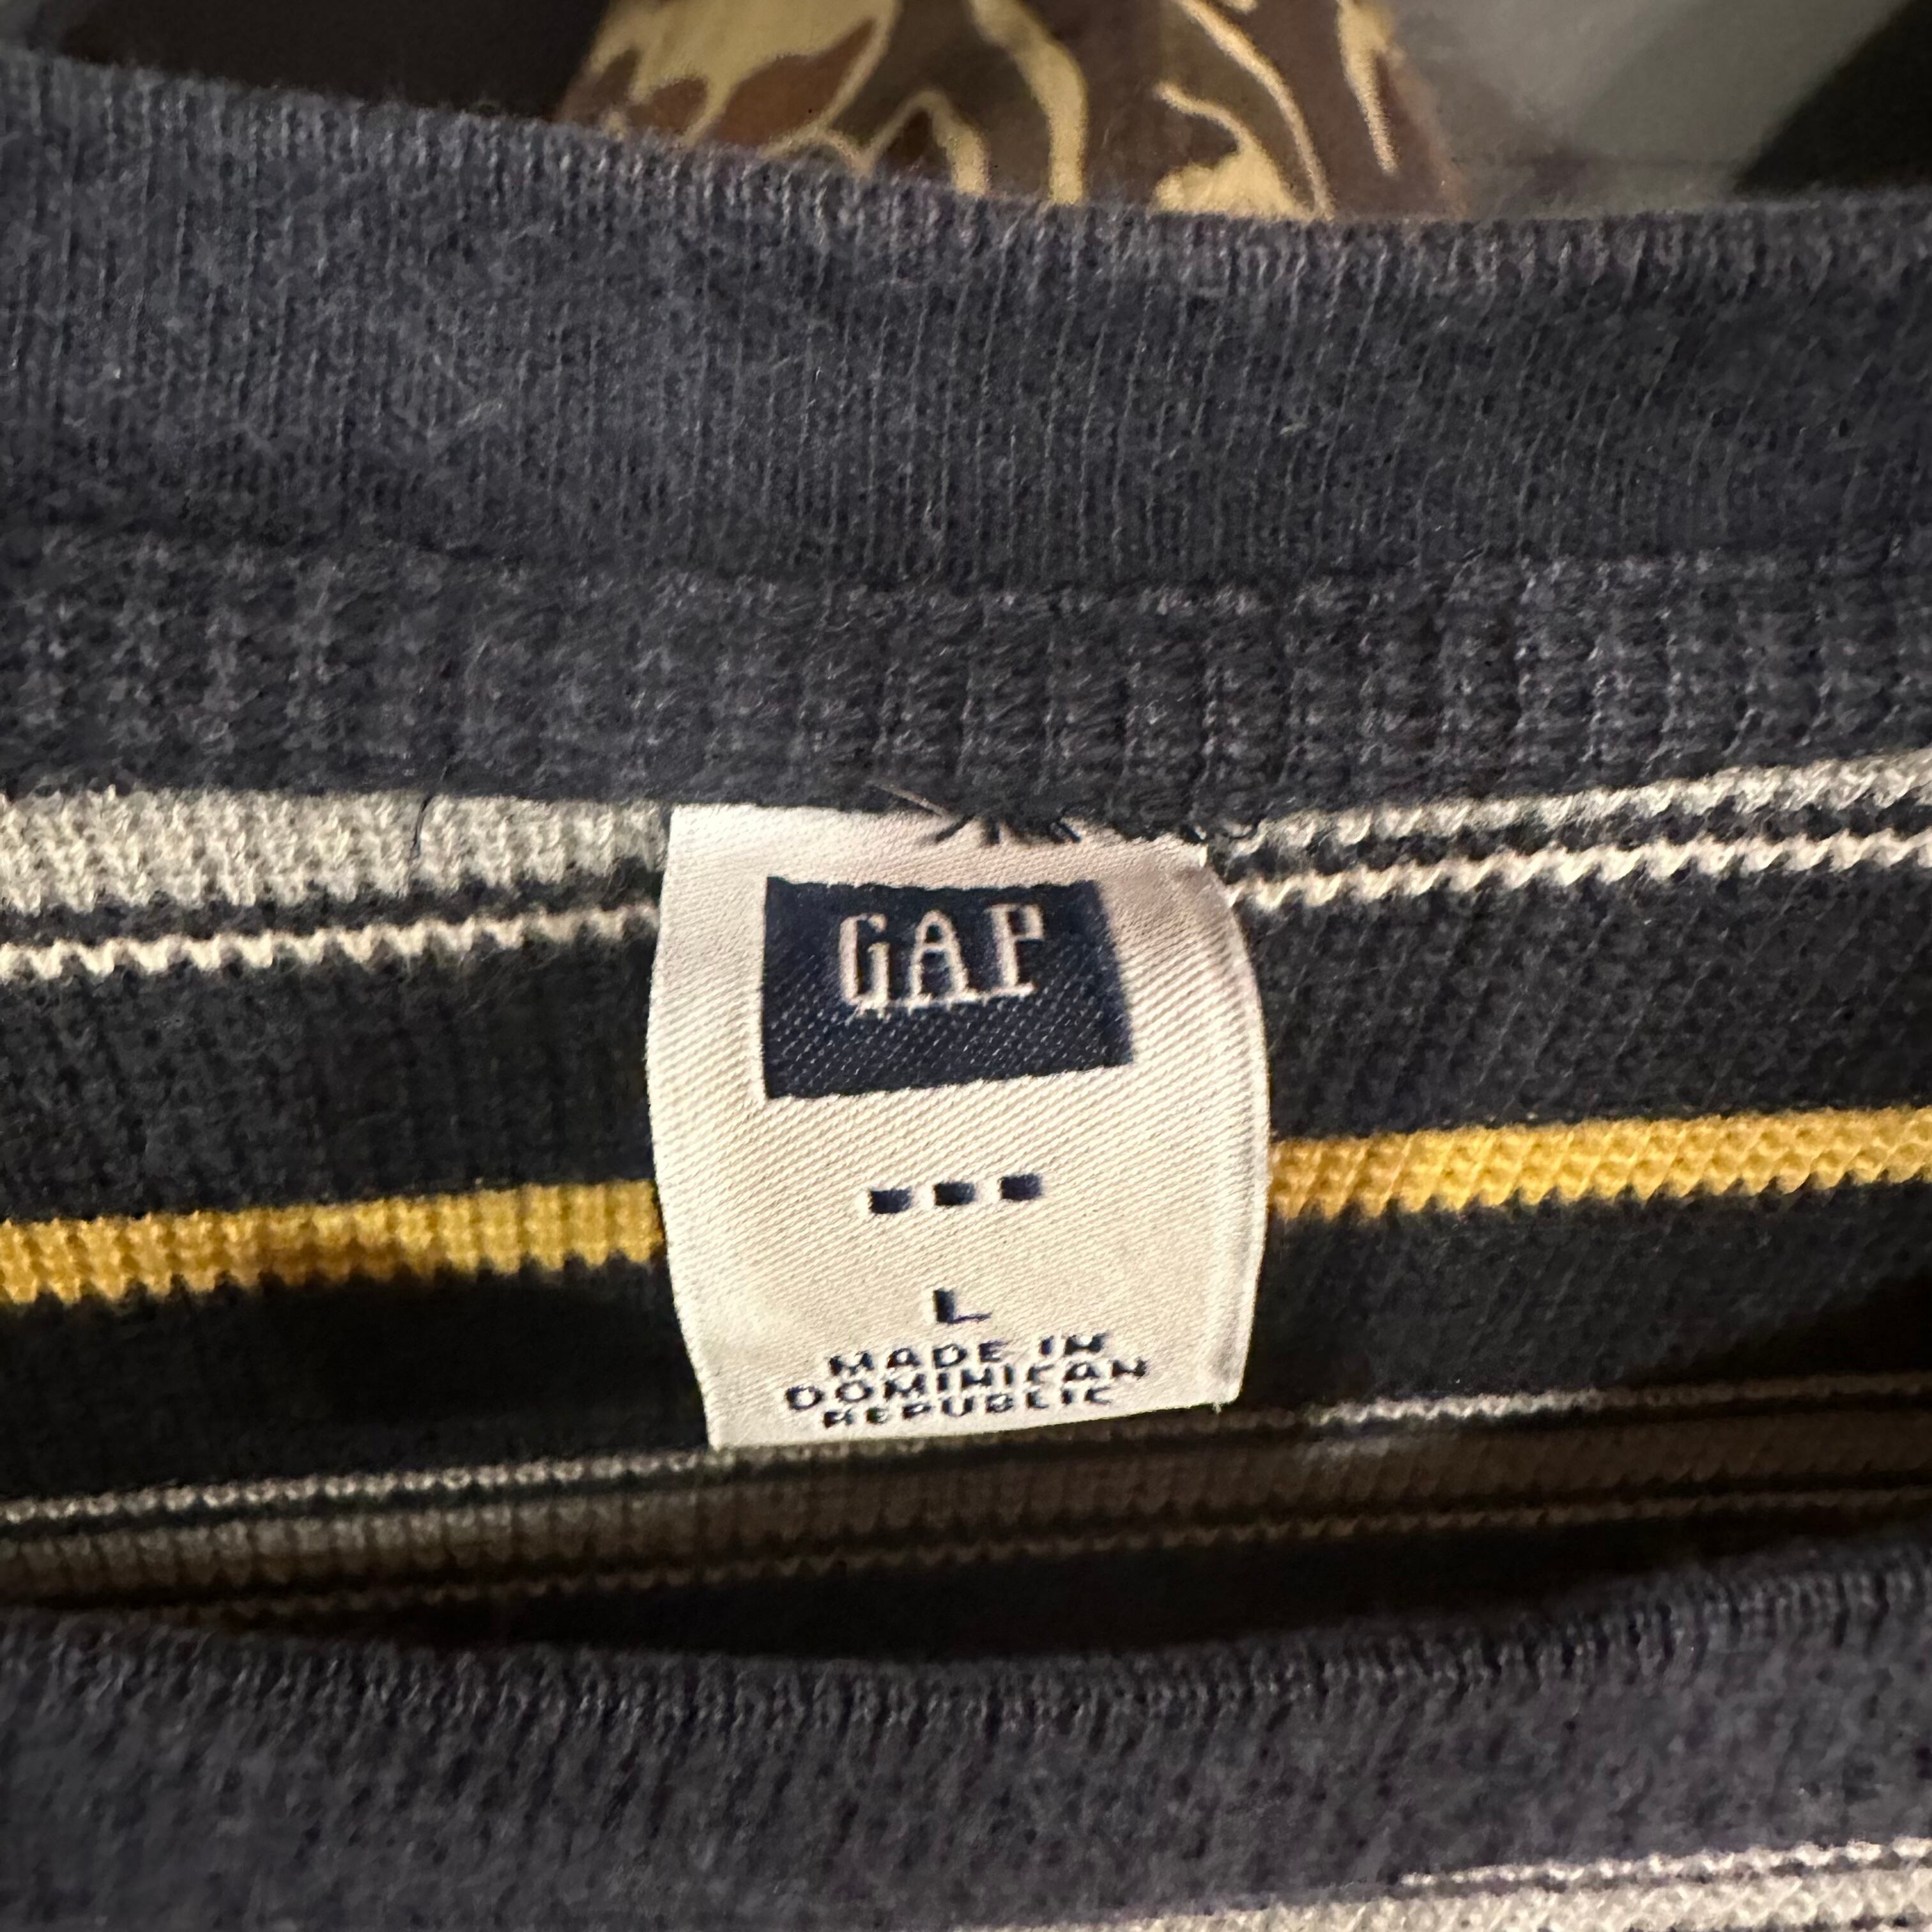 GAP
L
MADE IN
DOMINICAN
REPUBLIC